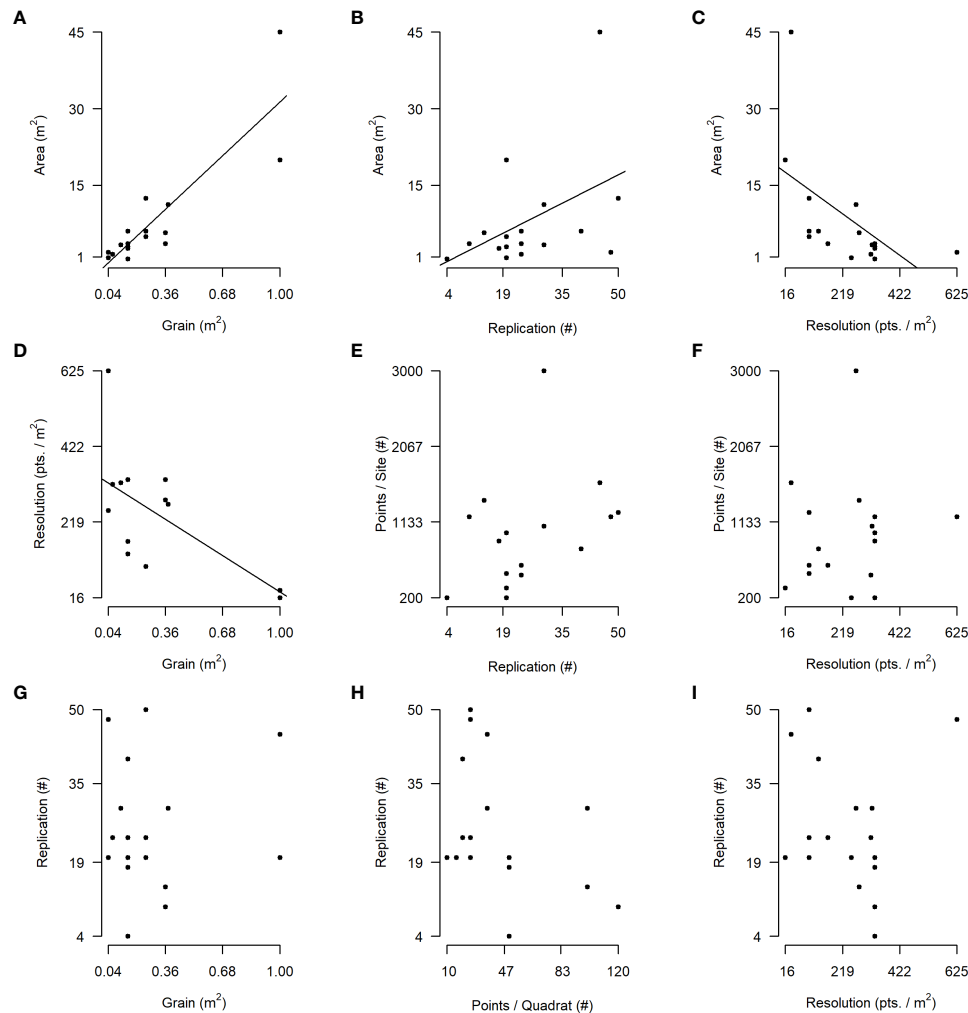 A
45
30
15
1
Area (m²)
0.04 0.36 0.68 1.00
Grain (m²)
B
45
30
15
1
Area (m²)
4 19 35 50
Replication (#)
C
45
30
15
1
Area (m²)
16 219 422 625
Resolution (pts. / m²)
D
625
422
219
16
Resolution (pts. / m²)
0.04 0.36 0.68 1.00
Grain (m²)
E
3000
2067
1133
200
Points / Site (#)
4 19 35 50
Replication (#)
F
3000
2067
1133
200
Points / Site (#)
16 219 422 625
Resolution (pts. / m²)
G
50
35
19
4
Replication (#)
0.04 0.36 0.68 1.00
Grain (m²)
H
50
35
19
4
Replication (#)
10 47 83 120
Points / Quadrat (#)
I
50
35
19
4
Replication (#)
16 219 422 625
Resolution (pts. / m²)